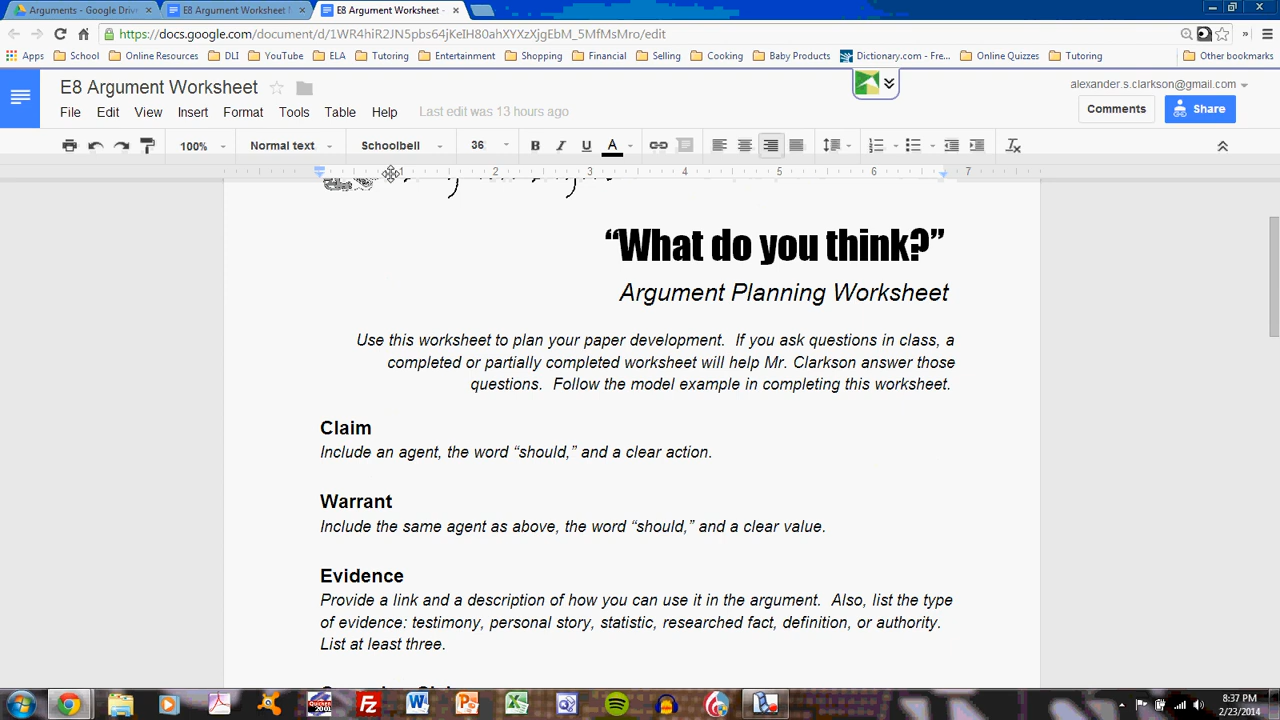 Arguments - Google Drive
E8 Argument Worksheet M
E8 Argument Worksheet -
https://docs.google.com/document/d/1WR4hiR2JN5pbs64jKeIH80ahXYXzXjgEbM_5MfMsMro/edit
Apps School Online Resources DLI YouTube ELA Tutoring Entertainment Shopping Financial Selling Cooking Baby Products Dictionary.com - Fre... Online Quizzes Tutoring Other bookmarks
E8 Argument Worksheet
alexander.s.clarkson@gmail.com
File Edit View Insert Format Tools Table Help Last edit was 13 hours ago
Comments Share
100% Normal text Schoolbell 36 B I U A
1 2 3 4 5 6 7
“What do you think?”
Argument Planning Worksheet
Use this worksheet to plan your paper development. If you ask questions in class, a
completed or partially completed worksheet will help Mr. Clarkson answer those
questions. Follow the model example in completing this worksheet.
Claim
Include an agent, the word “should,” and a clear action.
Warrant
Include the same agent as above, the word “should,” and a clear value.
Evidence
Provide a link and a description of how you can use it in the argument. Also, list the type
of evidence: testimony, personal story, statistic, researched fact, definition, or authority.
List at least three.
8:37 PM
2/23/2014